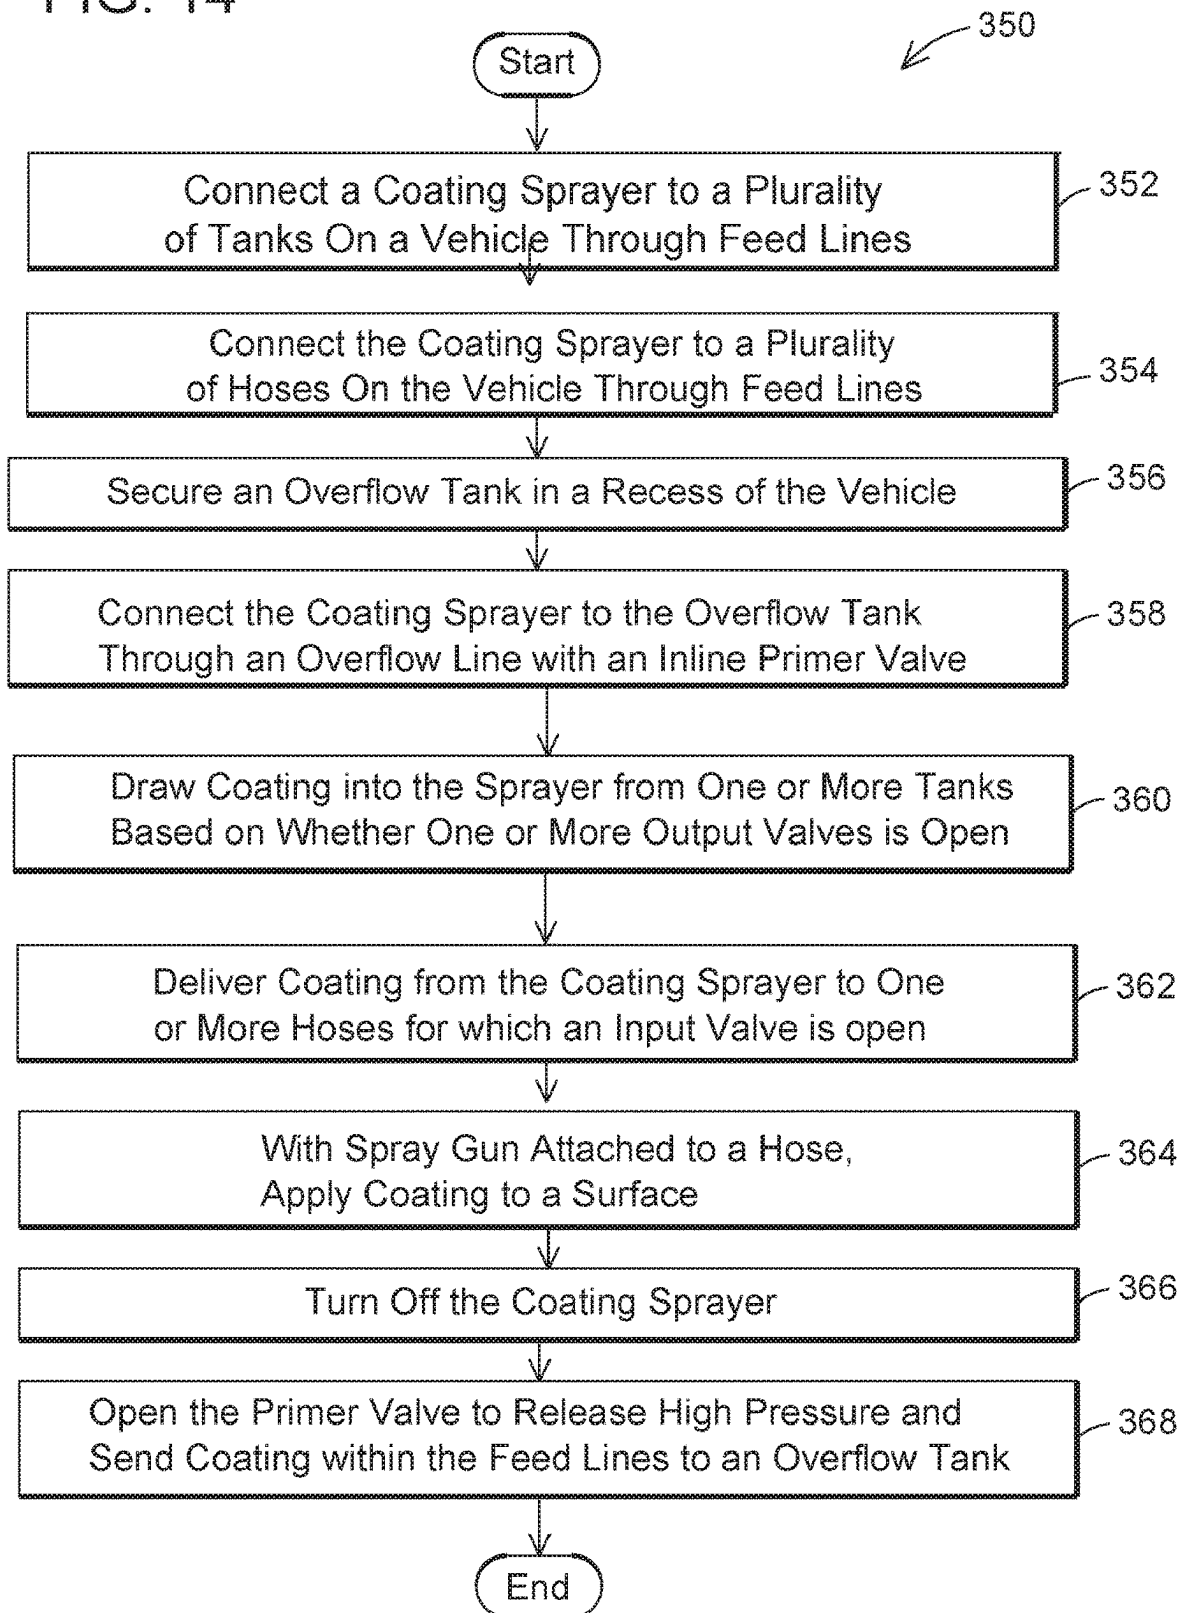 FIG. 14
350
Start
Connect a Coating Sprayer to a Plurality
of Tanks On a Vehicle Through Feed Lines
352
Connect the Coating Sprayer to a Plurality
of Hoses On the Vehicle Through Feed Lines
354
Secure an Overflow Tank in a Recess of the Vehicle
356
Connect the Coating Sprayer to the Overflow Tank
Through an Overflow Line with an Inline Primer Valve
358
Draw Coating into the Sprayer from One or More Tanks
Based on Whether One or More Output Valves is Open
360
Deliver Coating from the Coating Sprayer to One
or More Hoses for which an Input Valve is open
362
With Spray Gun Attached to a Hose,
Apply Coating to a Surface
364
Turn Off the Coating Sprayer
366
Open the Primer Valve to Release High Pressure and
Send Coating within the Feed Lines to an Overflow Tank
368
End